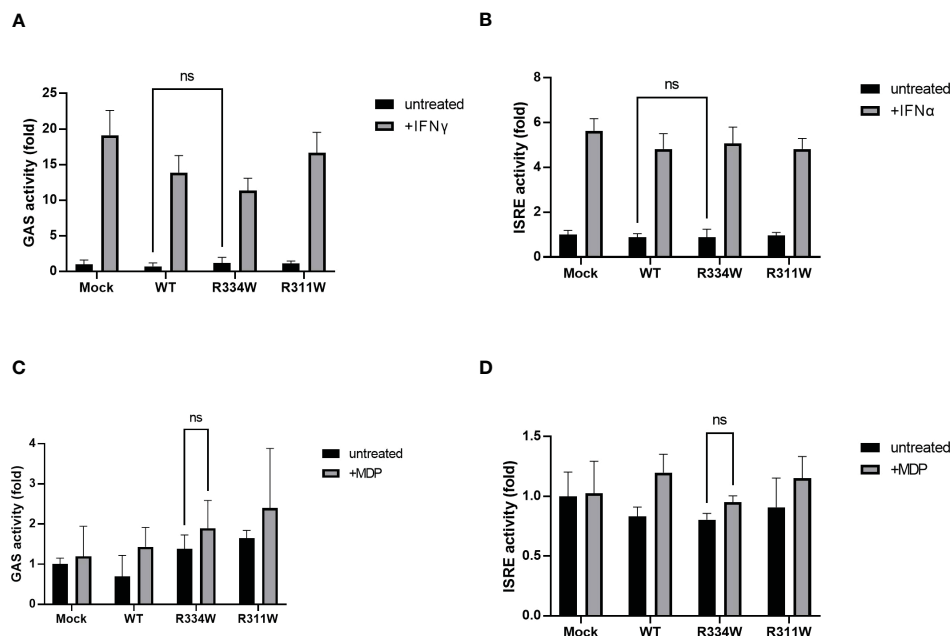 A
ns
GAS activity (fold)
25
20
15
10
5
0
Mock
WT
R334W
R311W
untreated
+IFNγ
B
ns
ISRE activity (fold)
8
6
4
2
0
Mock
WT
R334W
R311W
untreated
+IFNα
C
ns
GAS activity (fold)
4
3
2
1
0
Mock
WT
R334W
R311W
untreated
+MDP
D
ns
ISRE activity (fold)
1.5
1.0
0.5
0.0
Mock
WT
R334W
R311W
untreated
+MDP